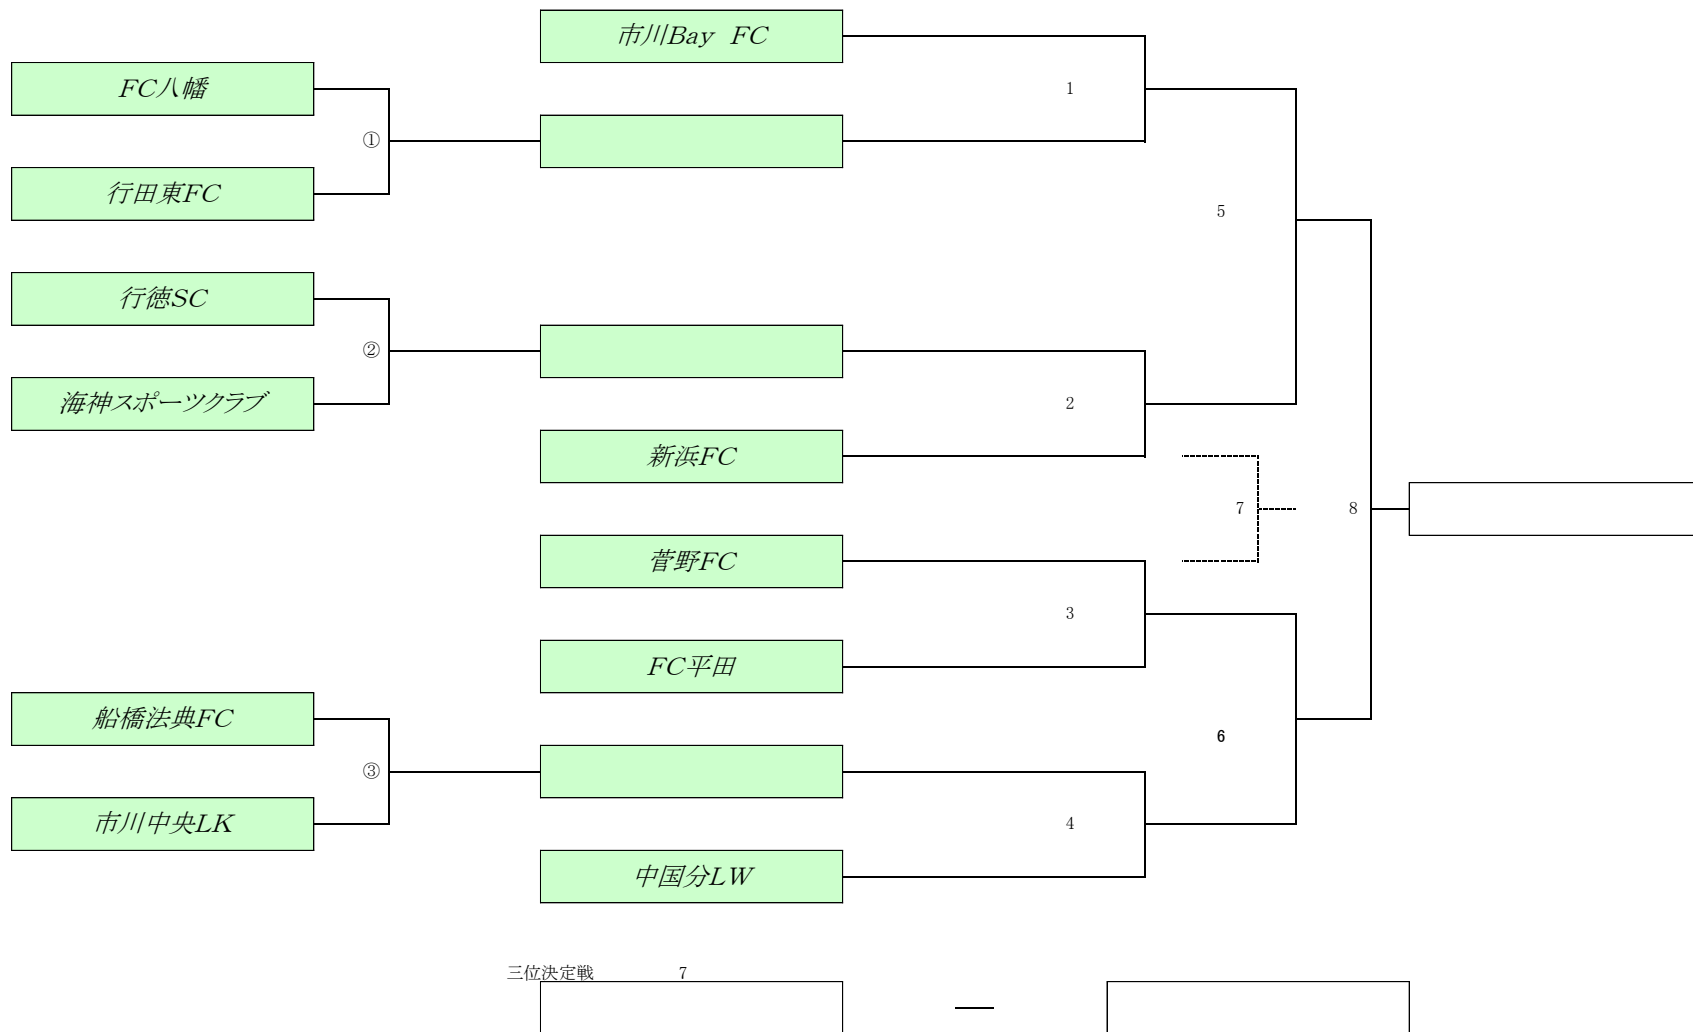 市川Bay FC
FC八幡
1
①
行田東FC
5
行徳SC
②
海神スポーツクラブ
2
新浜FC
7
8
菅野FC
3
FC平田
船橋法典FC
6
③
市川中央LK
4
中国分LW
三位決定戦 7
―